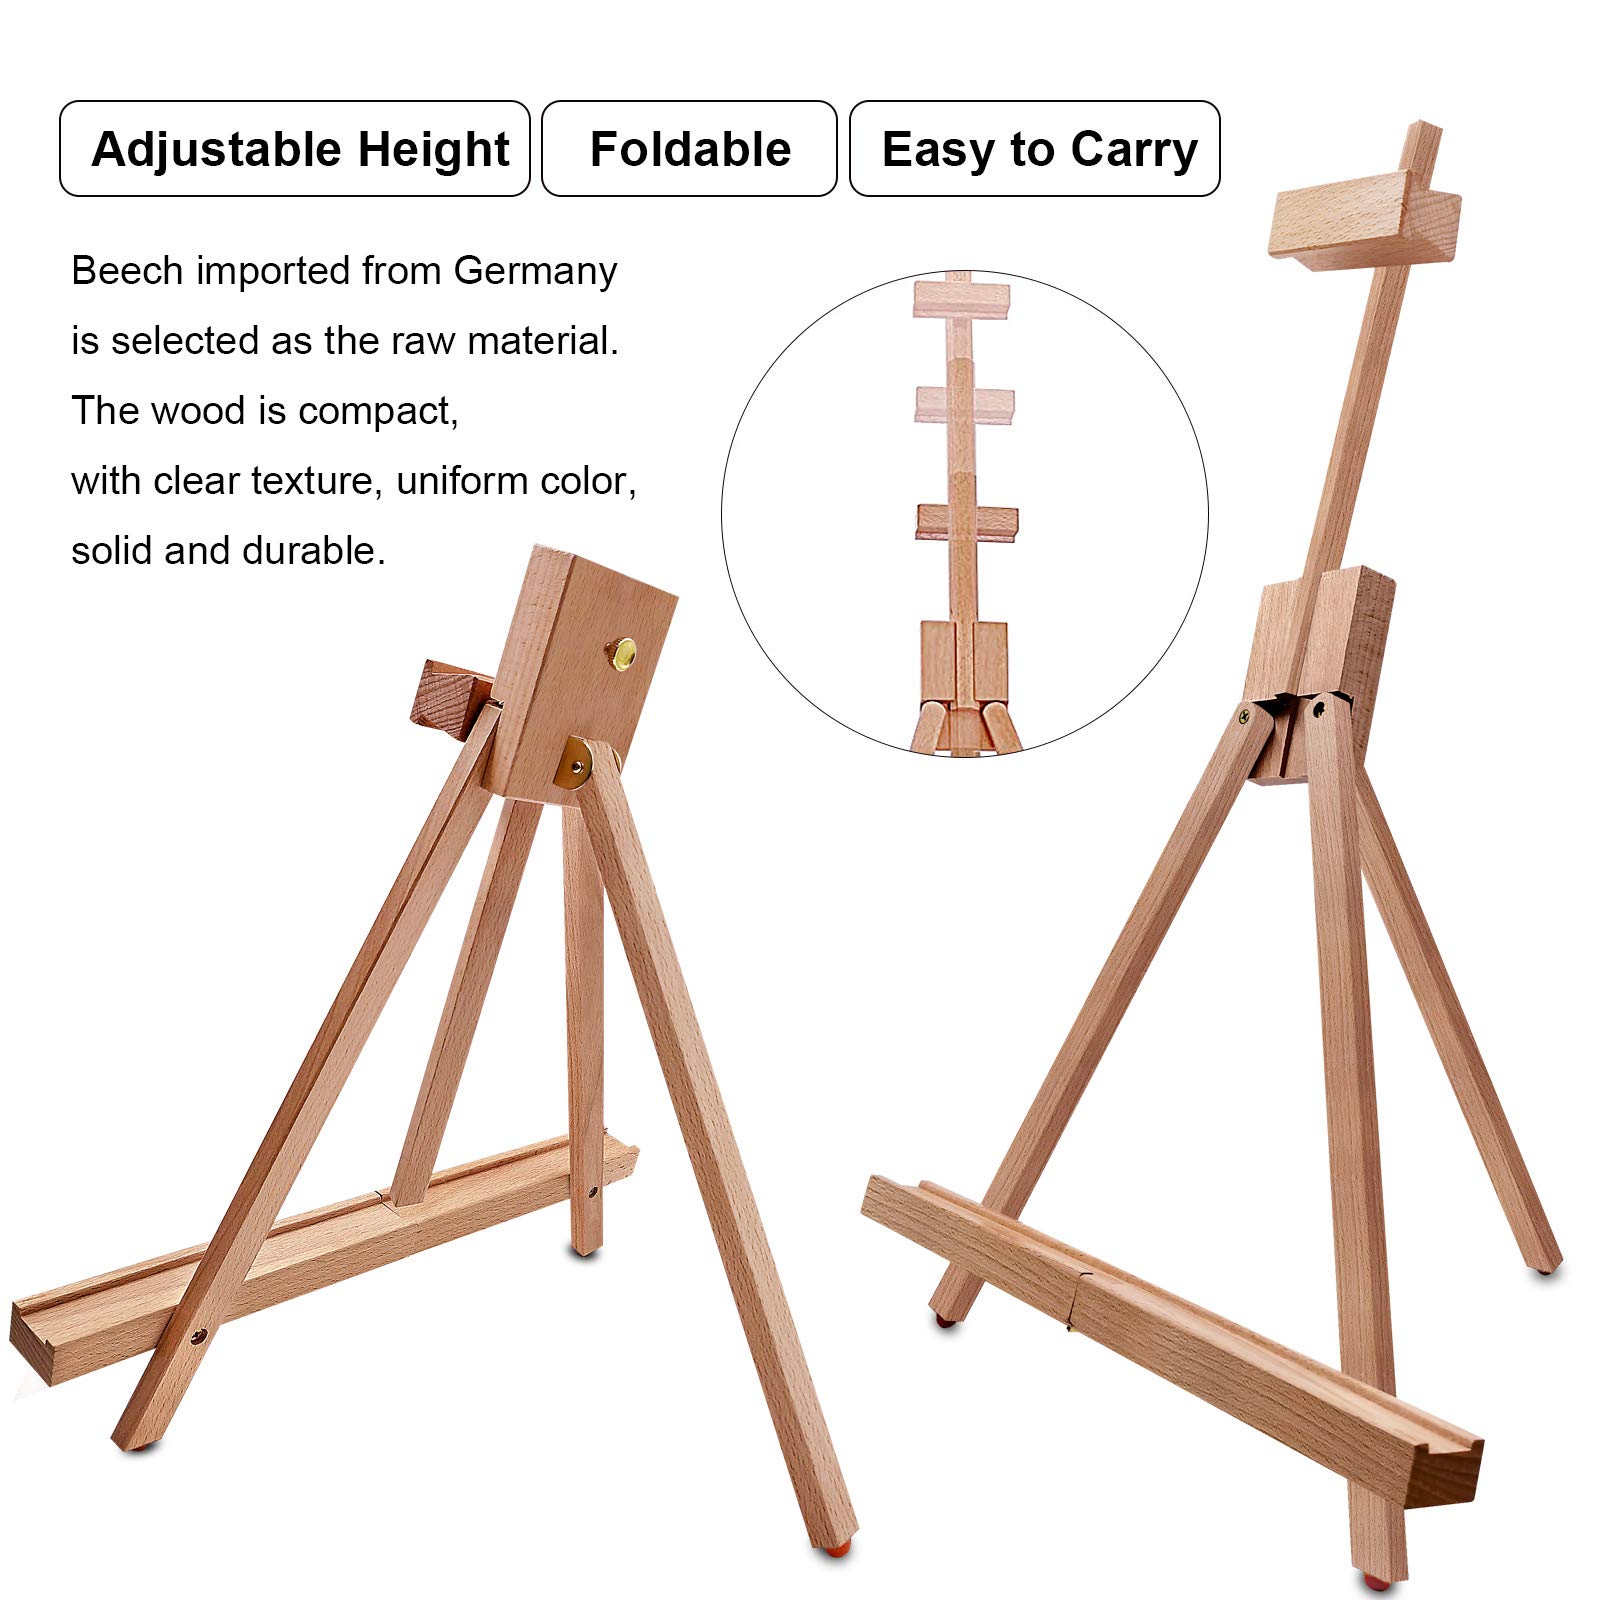 Adjustable Height
Foldable
Easy to Carry
Beech imported from Germany
is selected as the raw material.
The wood is compact,
with clear texture, uniform color,
solid and durable.